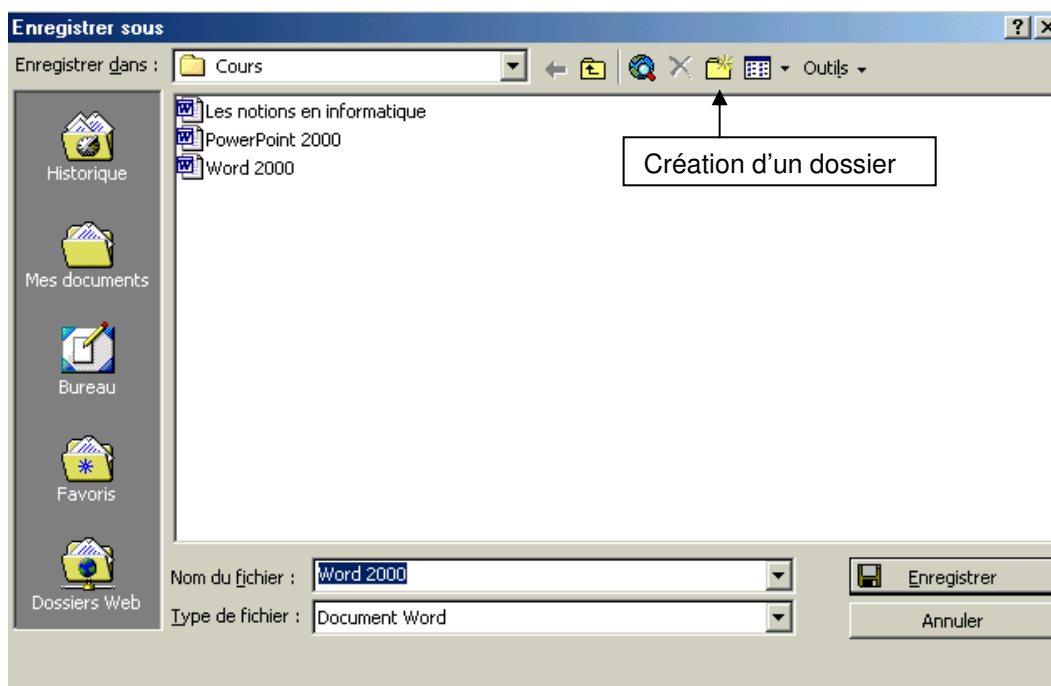 Enregistrer sous
Enregistrer dans :
Cours
Outils
Les notions en informatique
PowerPoint 2000
Word 2000
Création d'un dossier
Historique
Mes documents
Bureau
Favoris
Dossiers Web
Nom du fichier :
Word 2000
Enregistrer
Type de fichier :
Document Word
Annuler